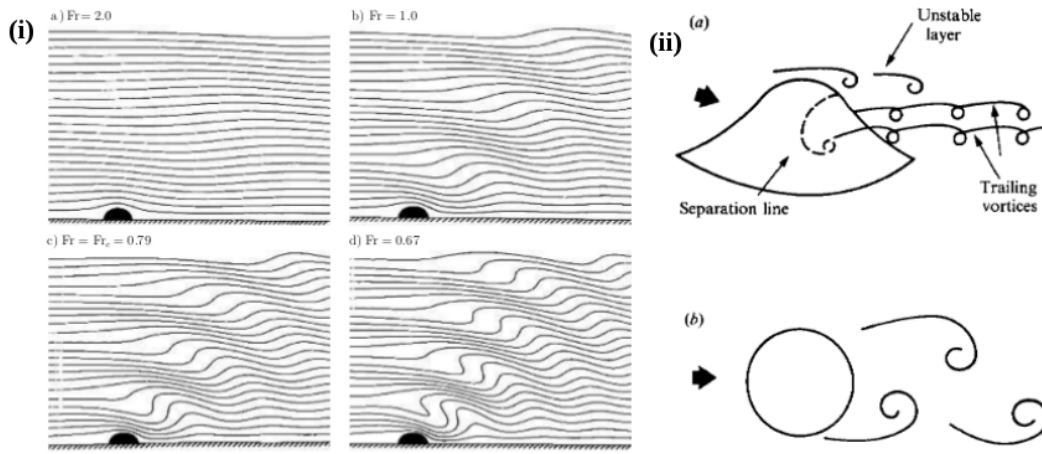 (i)
a) Fr = 2.0
b) Fr = 1.0
c) Fr = Fr_c = 0.79
d) Fr = 0.67
(ii)
(a)
Unstable
layer
Separation line
Trailing
vortices
(b)